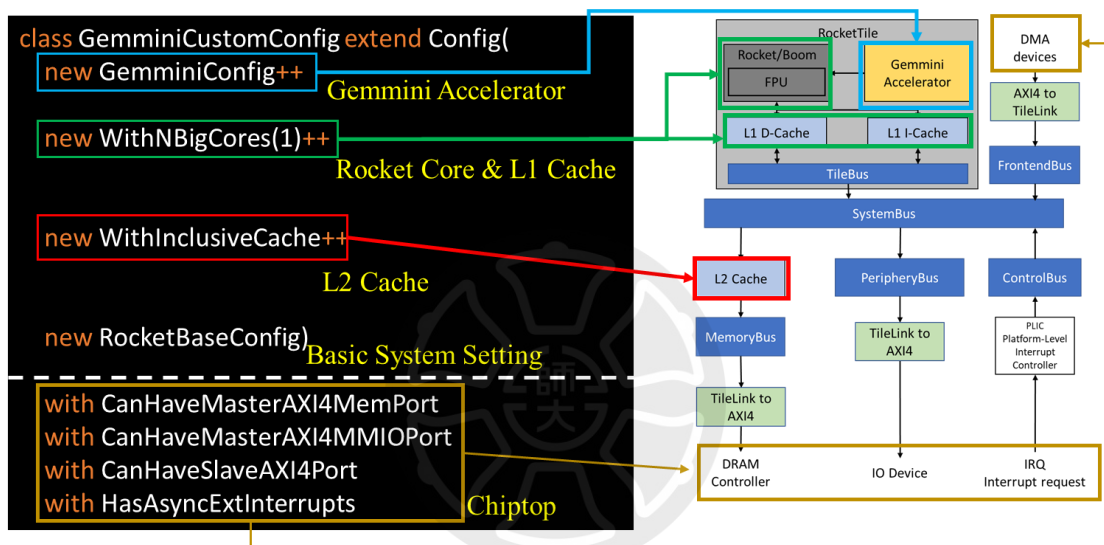 class GemminiCustomConfig extend Config(
new GemminiConfig++
Gemmini Accelerator
new WithNBigCores(1)++
Rocket Core & L1 Cache
new WithInclusiveCache++
L2 Cache
new RocketBaseConfig)
Basic System Setting
with CanHaveMasterAXI4MemPort
with CanHaveMasterAXI4MMIOPort
with CanHaveSlaveAXI4Port
with HasAsyncExtInterrupts
Chiptop
RocketTile
Rocket/Boom
FPU
Gemmini
Accelerator
L1 D-Cache
L1 I-Cache
TileBus
DMA
devices
AXI4 to
TileLink
FrontendBus
SystemBus
L2 Cache
PeripheryBus
ControlBus
MemoryBus
TileLink to
AXI4
PLIC
Platform-Level
Interrupt
Controller
TileLink to
AXI4
DRAM
Controller
IO Device
IRQ
Interrupt request
師大